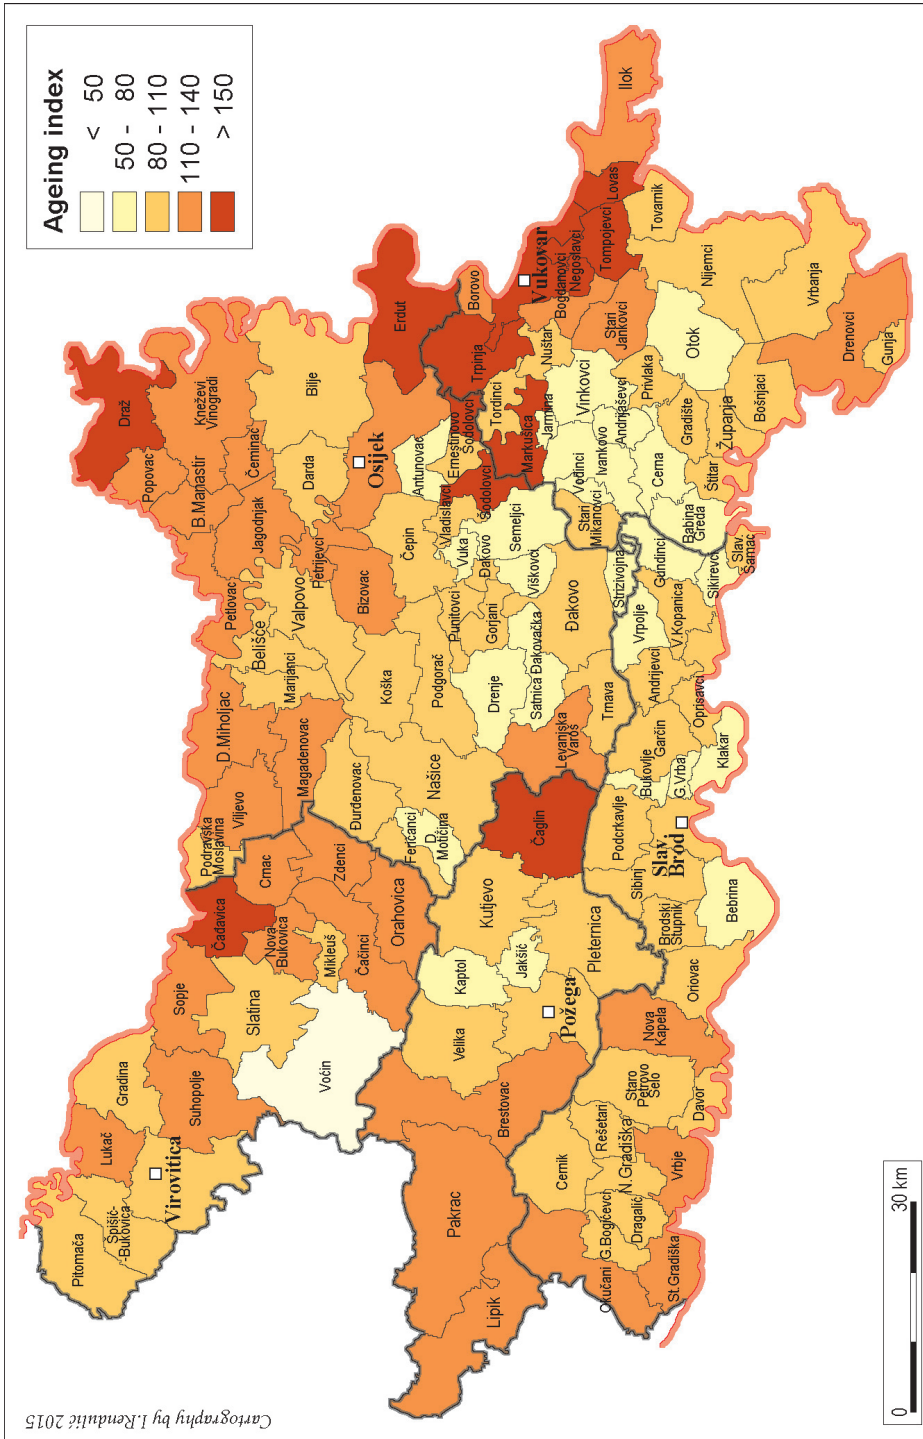 Ageing index
< 50
50 - 80
80 - 110
110 - 140
> 150
Draž
Popovac
Kneževi
Vinogradi
B.Manastir
Čeminac
Bilje
Darda
Jagodnjak
Petlovac
Petrijevci
Valpovo
Belišće
Marijanci
Bizovac
Osijek
Antunovac
Erdut
Čepin
Vladislavci
Ernestinovo
Šodolovci
Šodolovci
Vuka
Đakovo
Semeljci
Viškovci
Punitovci
Gorjani
Koška
Podgorač
Drenje
Satnica Đakovačka
Đakovo
Trnava
Levanjska
Varoš
D.Miholjac
Magadenovac
Viljevo
Podravska
Moslavina
Đurđenovac
Našice
Feričanci
D.
Motičina
Borovo
Trpinja
Vukovar
Bogdanovci
Negoslavci
Tompojevci
Lovas
Ilok
Tovarnik
Tordinci
Nuštar
Markušica
Jarmina
Stari
Jankovci
Vinkovci
Vođinci
Ivankovo
Andrijaševci
Privlaka
Otok
Nijemci
Vrbanja
Drenovci
Gunja
Stari
Mikanovci
Cerna
Gradište
Županja
Bošnjaci
Štitar
Babina
Greda
Čađavica
Crnac
Zdenci
Nova
Bukovica
Mikleuš
Čačinci
Orahovica
Sopje
Slatina
Voćin
Gradina
Suhopolje
Lukač
Virovitica
Spišić-
-Bukovica
Pitomača
Čaglin
Kutjevo
Kaptol
Jakšić
Pleternica
Požega
Velika
Brestovac
Pakrac
Lipik
Strizivojna
Gundinci
Vrpolje
Sikirevci
Slav.
Šamac
V.Kopanica
Andrijevci
Oprisavci
Garčin
Bukovlje
G.Vrba
Klakar
Podcrkavlje
Slav.
Brod
Sibinj
Brodski
Stupnik
Bebrina
Oriovac
Nova
Kapela
Staro
Petrovo
Selo
Davor
Rešetari
N.Gradiška
Cernik
Vrbje
G.Bogićevci
Dragalić
Okučani
St.Gradiška
0 30 km
Cartography by I.Rendulić 2015